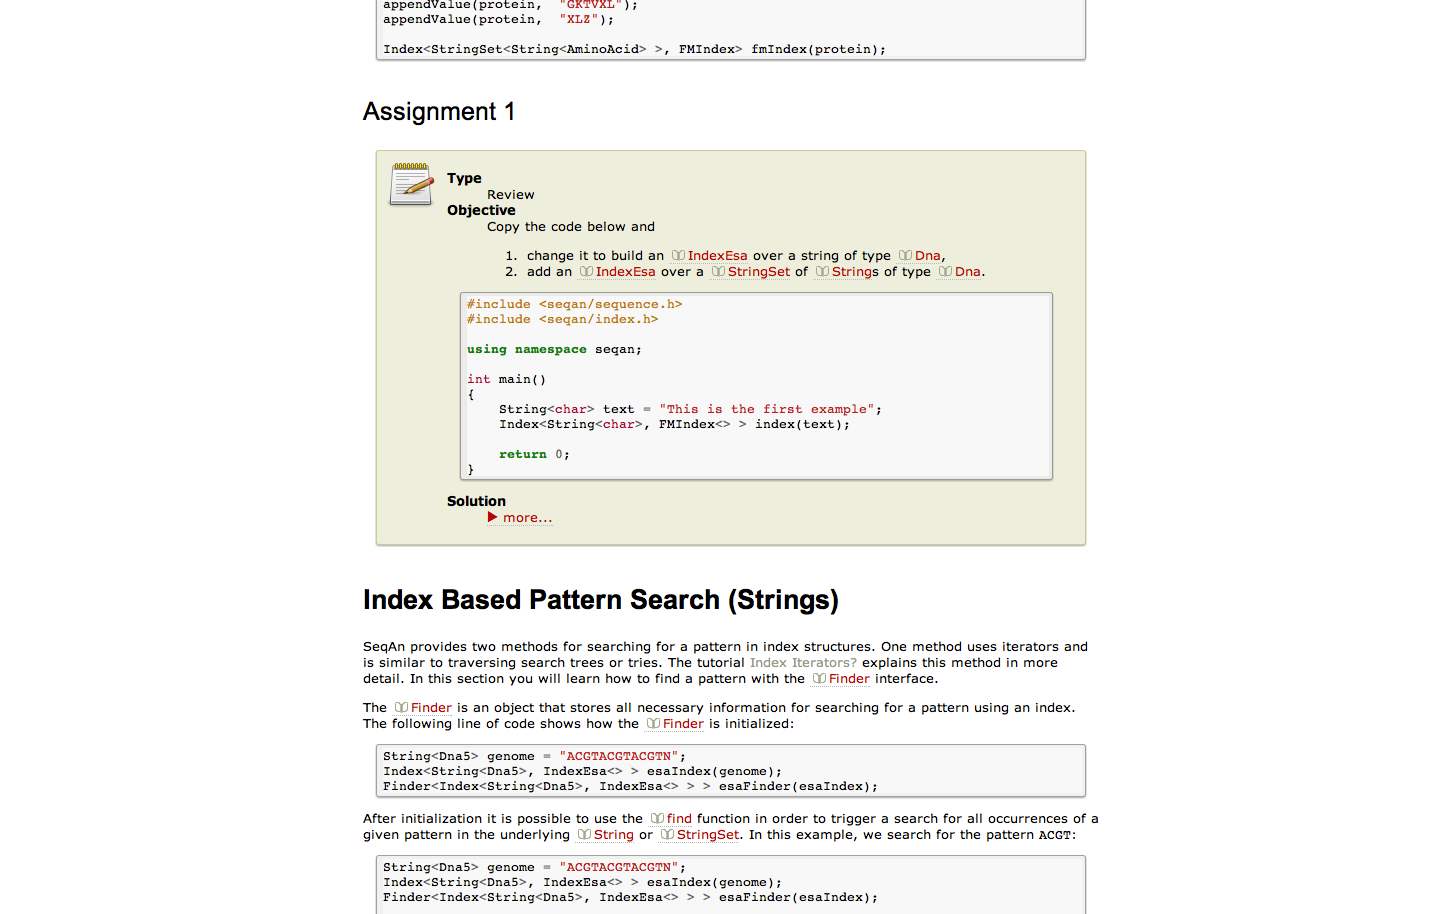 appendValue(protein,  "GKTVXL");
appendValue(protein,  "XLZ");
Index<StringSet<String<AminoAcid> >, FMIndex> fmIndex(protein);
Assignment 1
Type
Review
Objective
Copy the code below and
1. change it to build an IndexEsa over a string of type Dna,
2. add an IndexEsa over a StringSet of Strings of type Dna.
#include <seqan/sequence.h>
#include <seqan/index.h>
using namespace seqan;
int main()
{
    String<char> text = "This is the first example";
    Index<String<char>, FMIndex<> > index(text);
    return 0;
}
Solution
more...
Index Based Pattern Search (Strings)
SeqAn provides two methods for searching for a pattern in index structures. One method uses iterators and
is similar to traversing search trees or tries. The tutorial Index Iterators? explains this method in more
detail. In this section you will learn how to find a pattern with the Finder interface.
The Finder is an object that stores all necessary information for searching for a pattern using an index.
The following line of code shows how the Finder is initialized:
String<Dna5> genome = "ACGTACGTACGTN";
Index<String<Dna5>, IndexEsa<> > esaIndex(genome);
Finder<Index<String<Dna5>, IndexEsa<> > > esaFinder(esaIndex);
After initialization it is possible to use the find function in order to trigger a search for all occurrences of a
given pattern in the underlying String or StringSet. In this example, we search for the pattern ACGT:
String<Dna5> genome = "ACGTACGTACGTN";
Index<String<Dna5>, IndexEsa<> > esaIndex(genome);
Finder<Index<String<Dna5>, IndexEsa<> > > esaFinder(esaIndex);